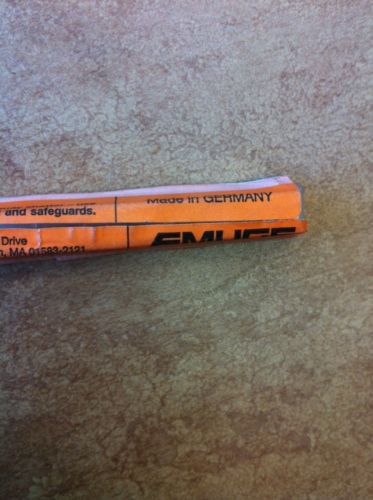 and safeguards.
Made in GERMANY
Drive
n, MA 01583-2121
EMUGE